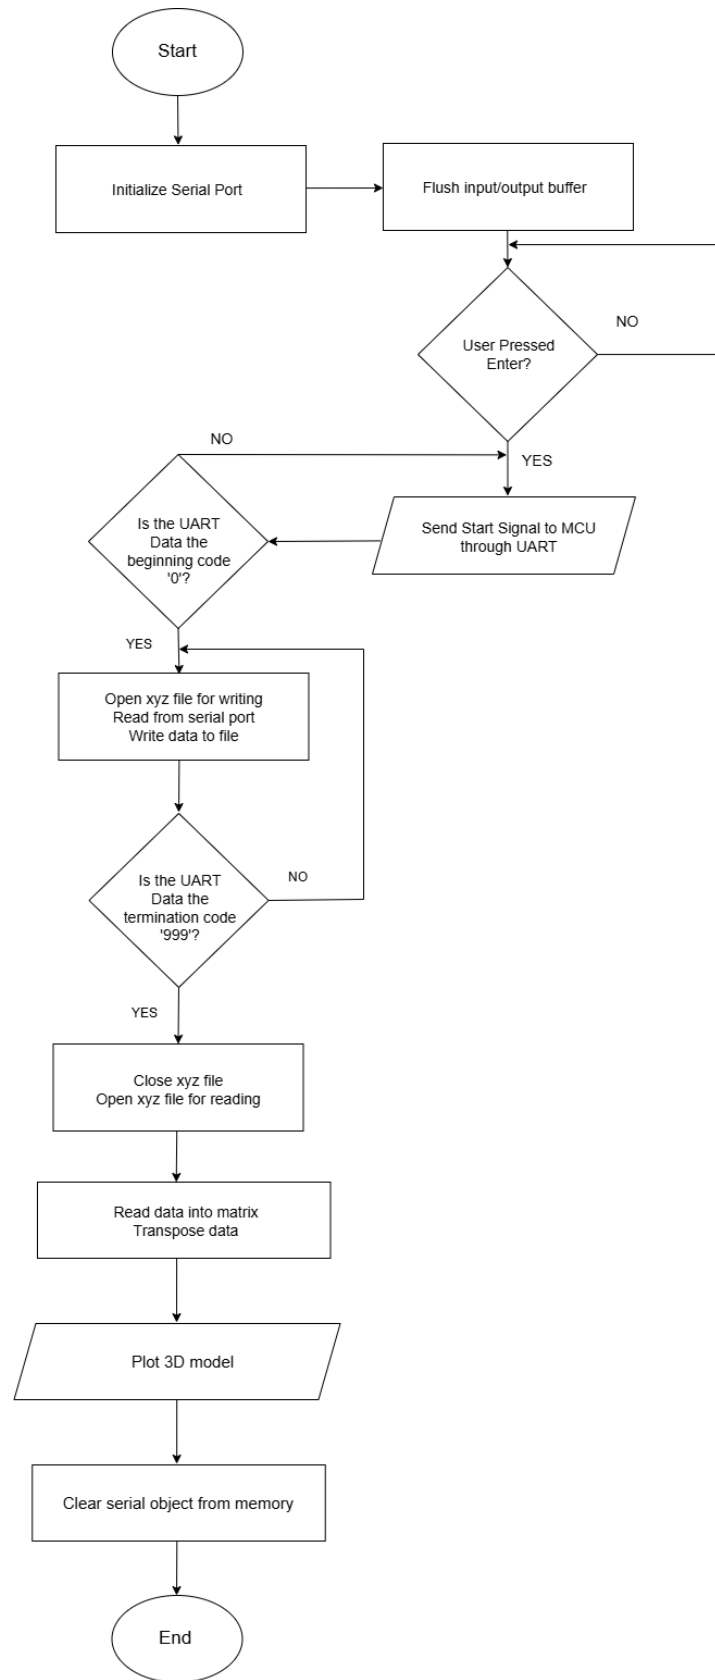 Start
Initialize Serial Port
Flush input/output buffer
User Pressed
Enter?
NO
YES
Send Start Signal to MCU
through UART
NO
Is the UART
Data the
beginning code
'0'?
YES
Open xyz file for writing
Read from serial port
Write data to file
Is the UART
Data the
termination code
'999'?
NO
YES
Close xyz file
Open xyz file for reading
Read data into matrix
Transpose data
Plot 3D model
Clear serial object from memory
End